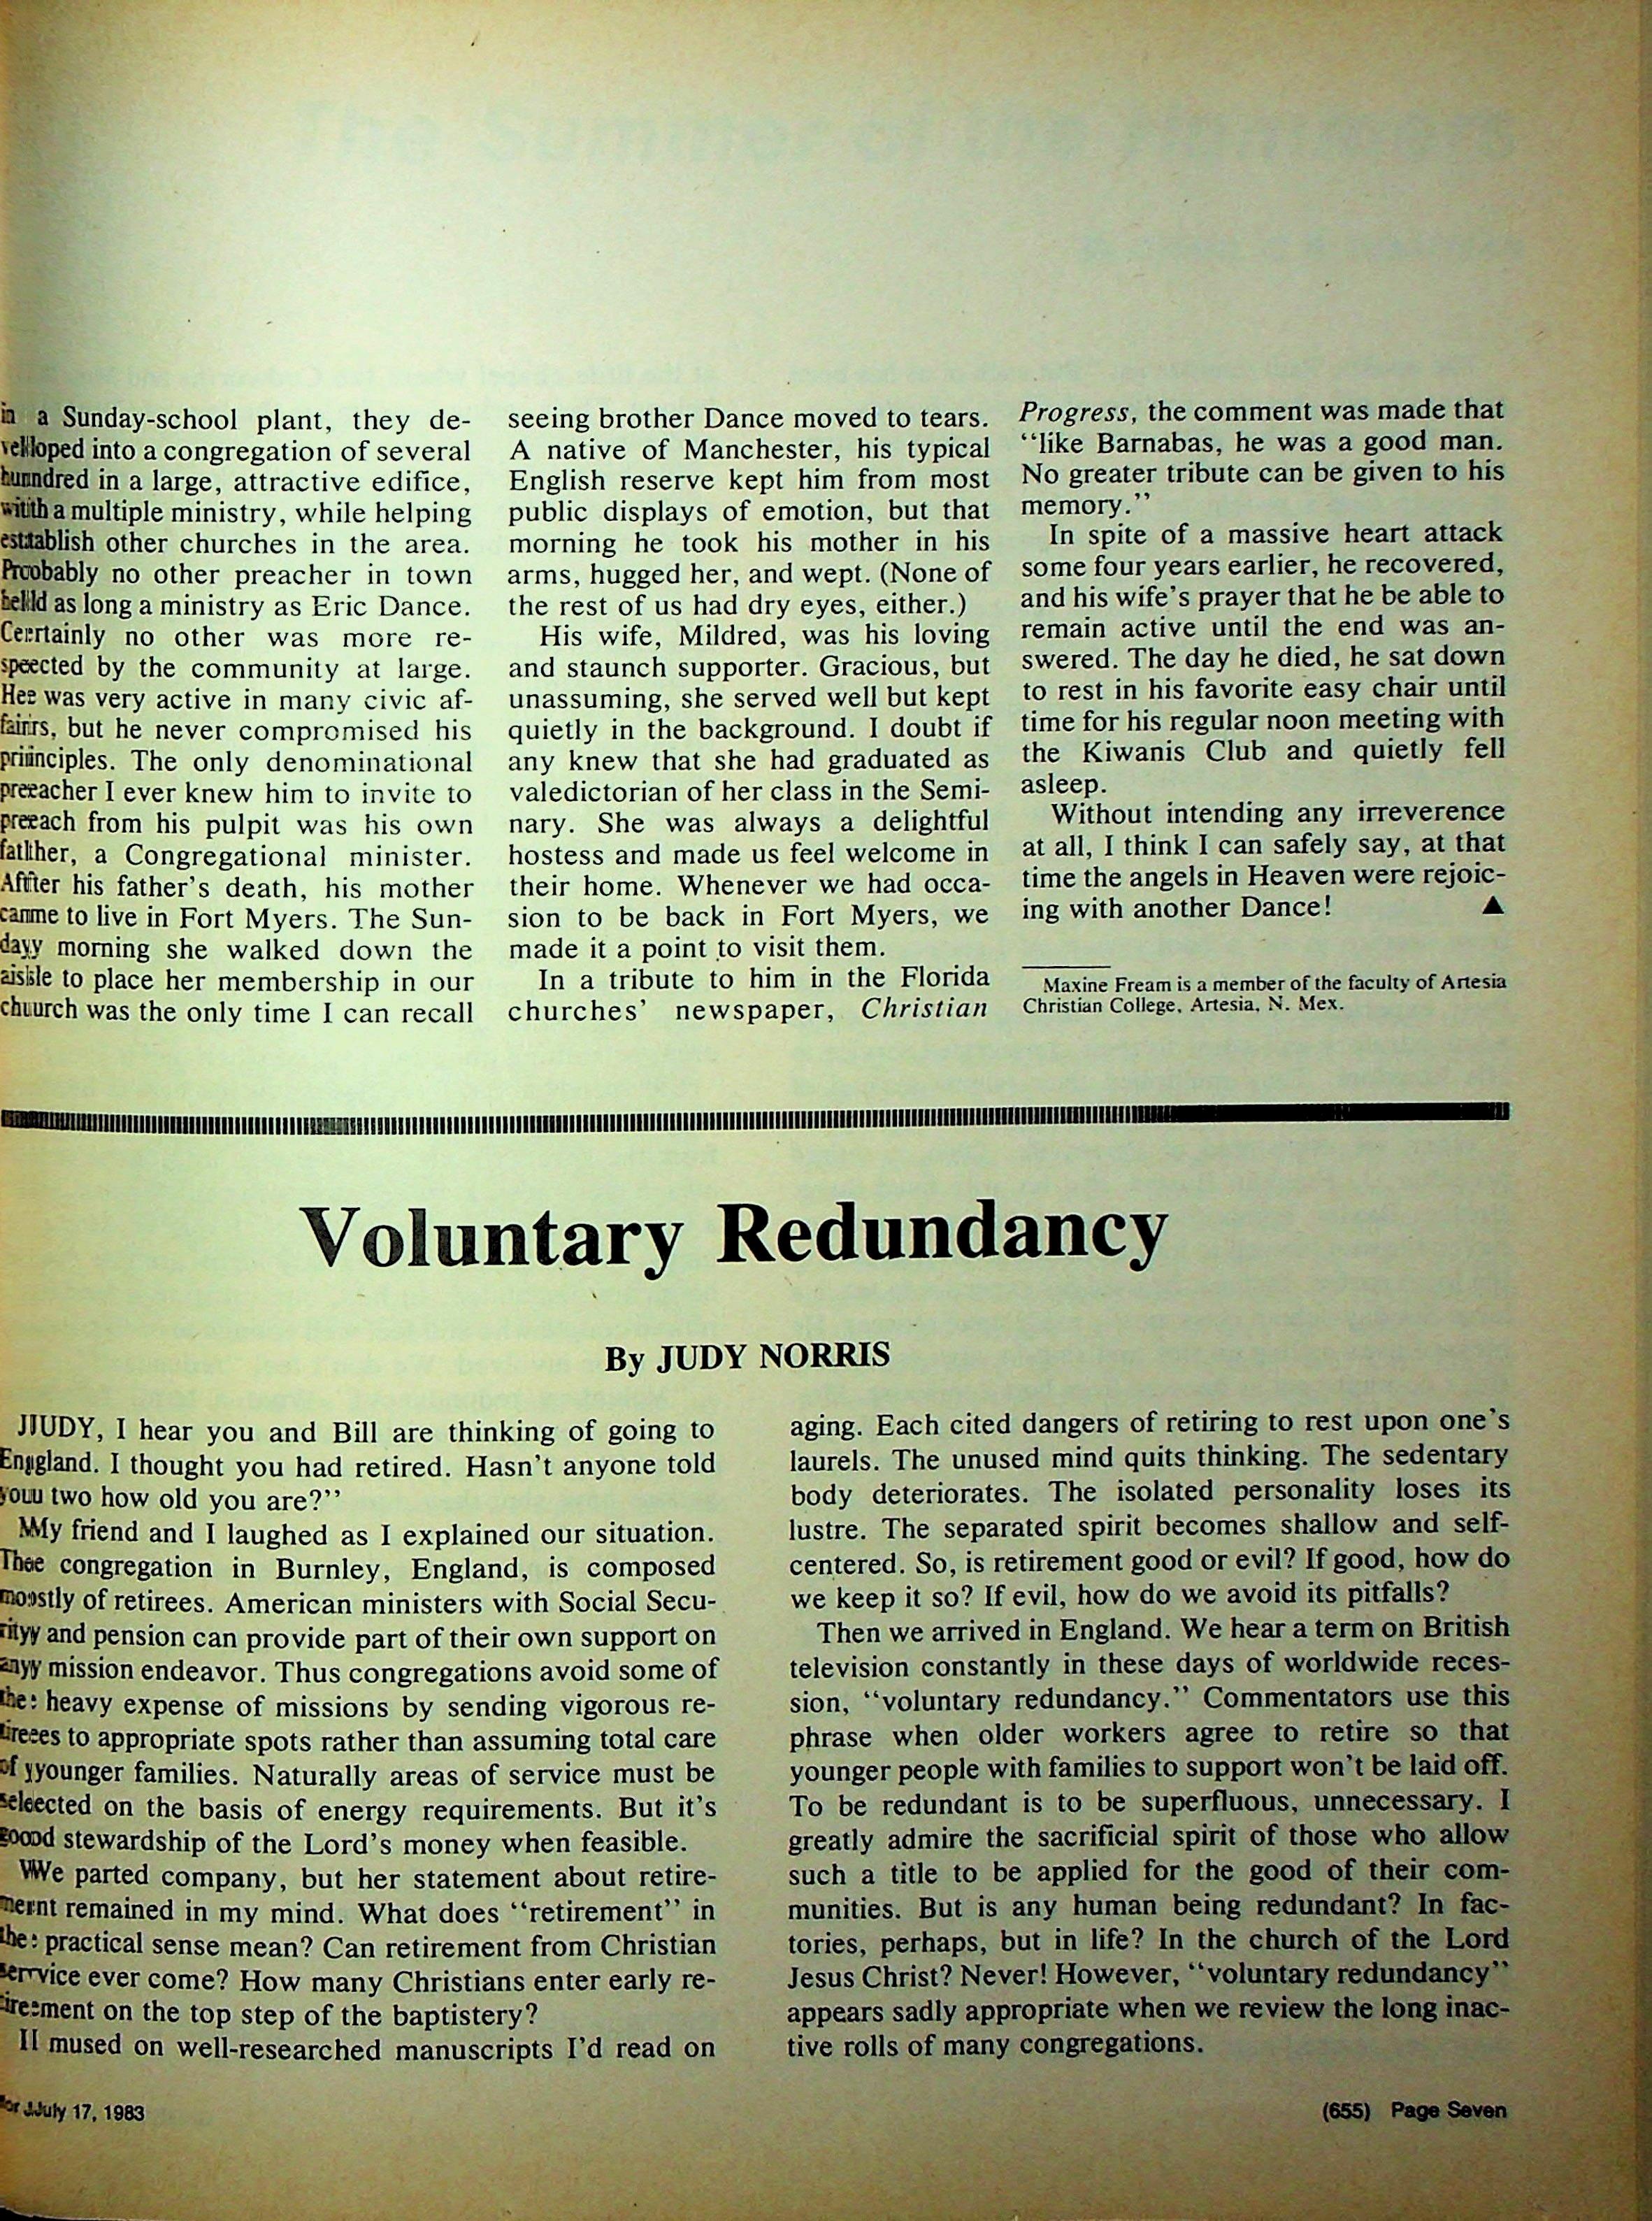 in a Sunday-school plant, they de-
veloped into a congregation of several
hundred in a large, attractive edifice,
with a multiple ministry, while helping
establish other churches in the area.
Probably no other preacher in town
held as long a ministry as Eric Dance.
Certainly no other was more re-
spected by the community at large.
He was very active in many civic af-
fairs, but he never compromised his
principles. The only denominational
preacher I ever knew him to invite to
preach from his pulpit was his own
father, a Congregational minister.
After his father's death, his mother
came to live in Fort Myers. The Sun-
day morning she walked down the
aisle to place her membership in our
church was the only time I can recall
seeing brother Dance moved to tears.
A native of Manchester, his typical
English reserve kept him from most
public displays of emotion, but that
morning he took his mother in his
arms, hugged her, and wept. (None of
the rest of us had dry eyes, either.)
His wife, Mildred, was his loving
and staunch supporter. Gracious, but
unassuming, she served well but kept
quietly in the background. I doubt if
any knew that she had graduated as
valedictorian of her class in the Semi-
nary. She was always a delightful
hostess and made us feel welcome in
their home. Whenever we had occa-
sion to be back in Fort Myers, we
made it a point to visit them.
In a tribute to him in the Florida
churches' newspaper, Christian
Progress, the comment was made that
"like Barnabas, he was a good man.
No greater tribute can be given to his
memory."
In spite of a massive heart attack
some four years earlier, he recovered,
and his wife's prayer that he be able to
remain active until the end was an-
swered. The day he died, he sat down
to rest in his favorite easy chair until
time for his regular noon meeting with
the Kiwanis Club and quietly fell
asleep.
Without intending any irreverence
at all, I think I can safely say, at that
time the angels in Heaven were rejoic-
ing with another Dance! ▲
Maxine Fream is a member of the faculty of Artesia
Christian College, Artesia, N. Mex.
Voluntary Redundancy
By JUDY NORRIS
JUDY, I hear you and Bill are thinking of going to
England. I thought you had retired. Hasn't anyone told
you two how old you are?"
My friend and I laughed as I explained our situation.
The congregation in Burnley, England, is composed
mostly of retirees. American ministers with Social Secu-
rity and pension can provide part of their own support on
any mission endeavor. Thus congregations avoid some of
the heavy expense of missions by sending vigorous re-
tirees to appropriate spots rather than assuming total care
of younger families. Naturally areas of service must be
selected on the basis of energy requirements. But it's
good stewardship of the Lord's money when feasible.
We parted company, but her statement about retire-
ment remained in my mind. What does "retirement" in
the practical sense mean? Can retirement from Christian
service ever come? How many Christians enter early re-
tirement on the top step of the baptistery?
I mused on well-researched manuscripts I'd read on
aging. Each cited dangers of retiring to rest upon one's
laurels. The unused mind quits thinking. The sedentary
body deteriorates. The isolated personality loses its
lustre. The separated spirit becomes shallow and self-
centered. So, is retirement good or evil? If good, how do
we keep it so? If evil, how do we avoid its pitfalls?
Then we arrived in England. We hear a term on British
television constantly in these days of worldwide reces-
sion, "voluntary redundancy." Commentators use this
phrase when older workers agree to retire so that
younger people with families to support won't be laid off.
To be redundant is to be superfluous, unnecessary. I
greatly admire the sacrificial spirit of those who allow
such a title to be applied for the good of their com-
munities. But is any human being redundant? In fac-
tories, perhaps, but in life? In the church of the Lord
Jesus Christ? Never! However, "voluntary redundancy"
appears sadly appropriate when we review the long inac-
tive rolls of many congregations.
for July 17, 1983
(655) Page Seven